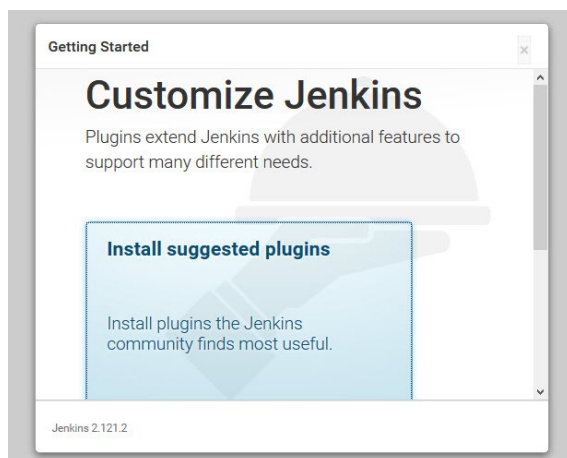 Getting Started
Customize Jenkins
Plugins extend Jenkins with additional features to
support many different needs.
Install suggested plugins
Install plugins the Jenkins
community finds most useful.
Jenkins 2.121.2